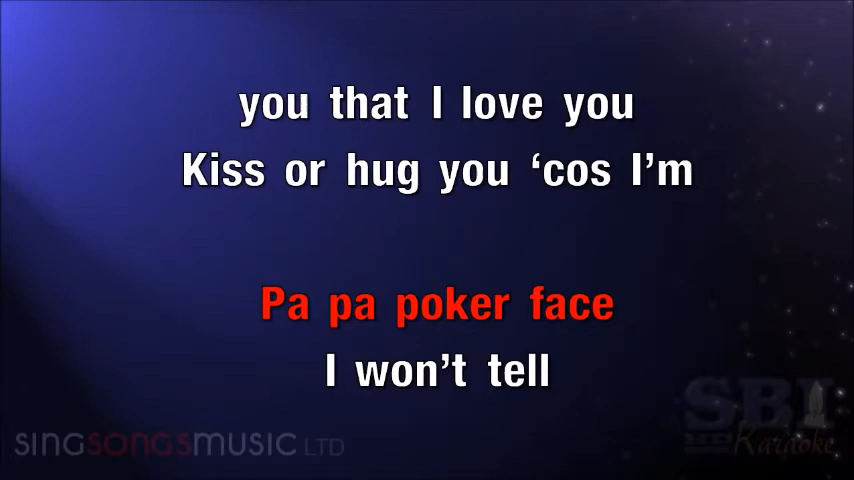 you that I love you
Kiss or hug you ‘cos I’m
Pa pa poker face
I won’t tell
SBI
HD Karaoke
SINGSONGSMUSIC LTD